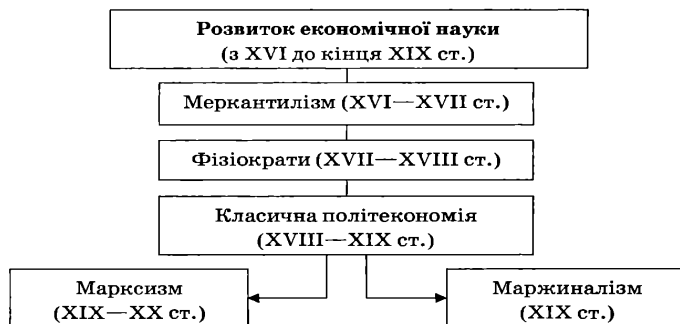 Розвиток економічної науки
(з XVI до кінця XIX ст.)
Меркантилізм (XVI—XVII ст.)
Фізіократи (XVII—XVIII ст.)
Класична політекономія
(XVIII—XIX ст.)
Марксизм
(XIX—XX ст.)
Маржиналізм
(XIX ст.)